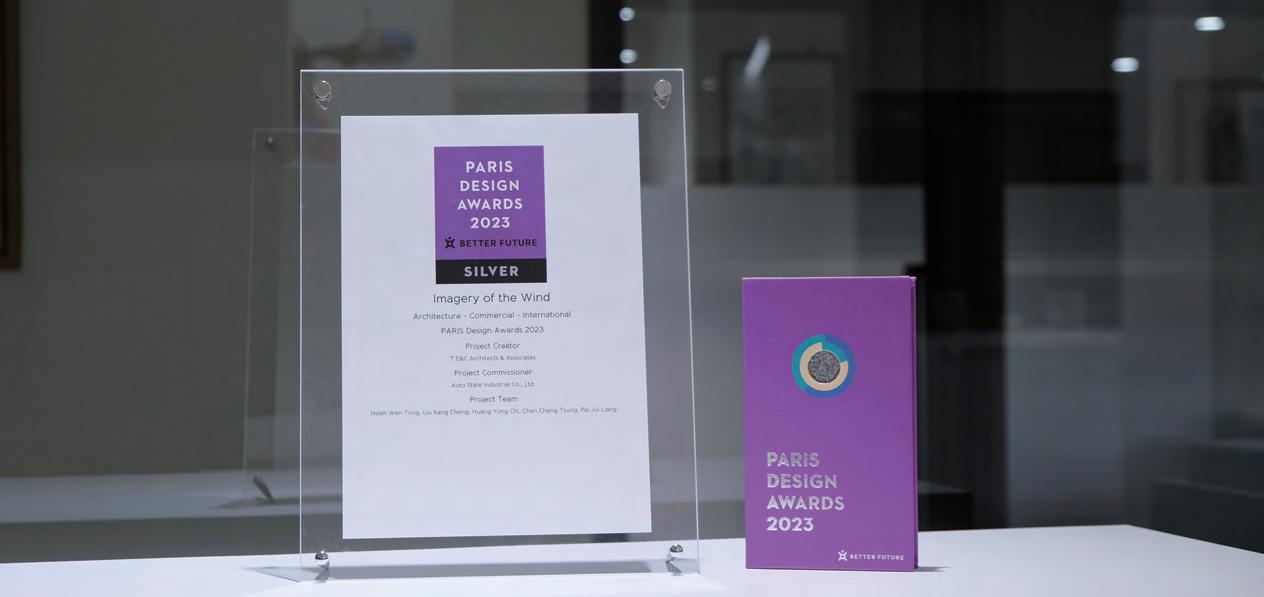 PARIS
DESIGN
AWARDS
2023
BETTER FUTURE
SILVER
Imagery of the Wind
Architecture - Commercial - International
PARIS Design Awards 2023
Project Creator
T.E&C Architects & Associates
Project Commissioner
Auto State Industrial Co., Ltd.
Project Team
Hsieh Wen Tong, Liu Kang Cheng, Huang Yung Chi, Chen Cheng Tsung, Pai Jui Liang
PARIS
DESIGN
AWARDS
2023
BETTER FUTURE